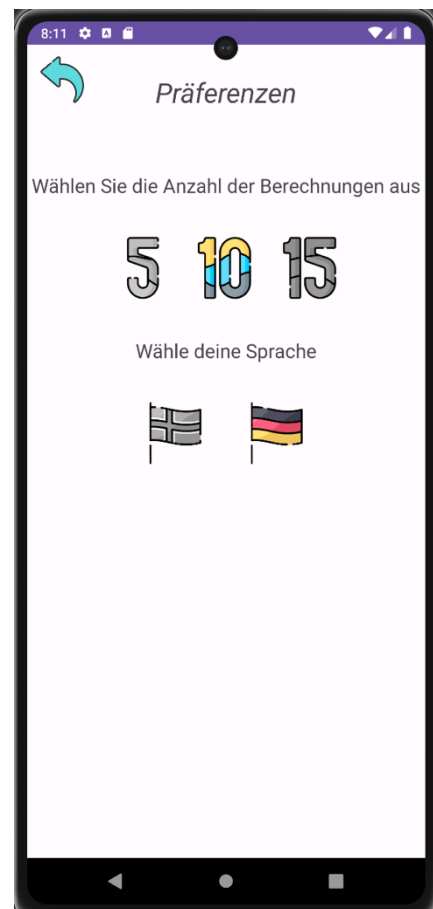 8:11
Präferenzen
Wählen Sie die Anzahl der Berechnungen aus
5 10 15
Wähle deine Sprache